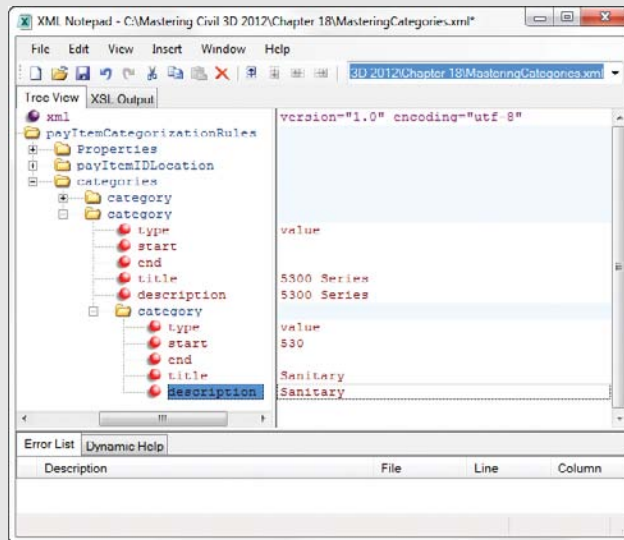 XML Notepad - C:\Mastering Civil 3D 2012\Chapter 18\MasteringCategories.xml*
File Edit View Insert Window Help
3D 2012\Chapter 18\MasteringCategories.xml
Tree View XSL Output
xml version="1.0" encoding="utf-8"
payItemCategorizationRules
Properties
payItemIDLocation
categories
category
category
type value
start
end
title 5300 Series
description 5300 Series
category
type value
start 530
end
title Sanitary
description Sanitary
Error List Dynamic Help
Description File Line Column